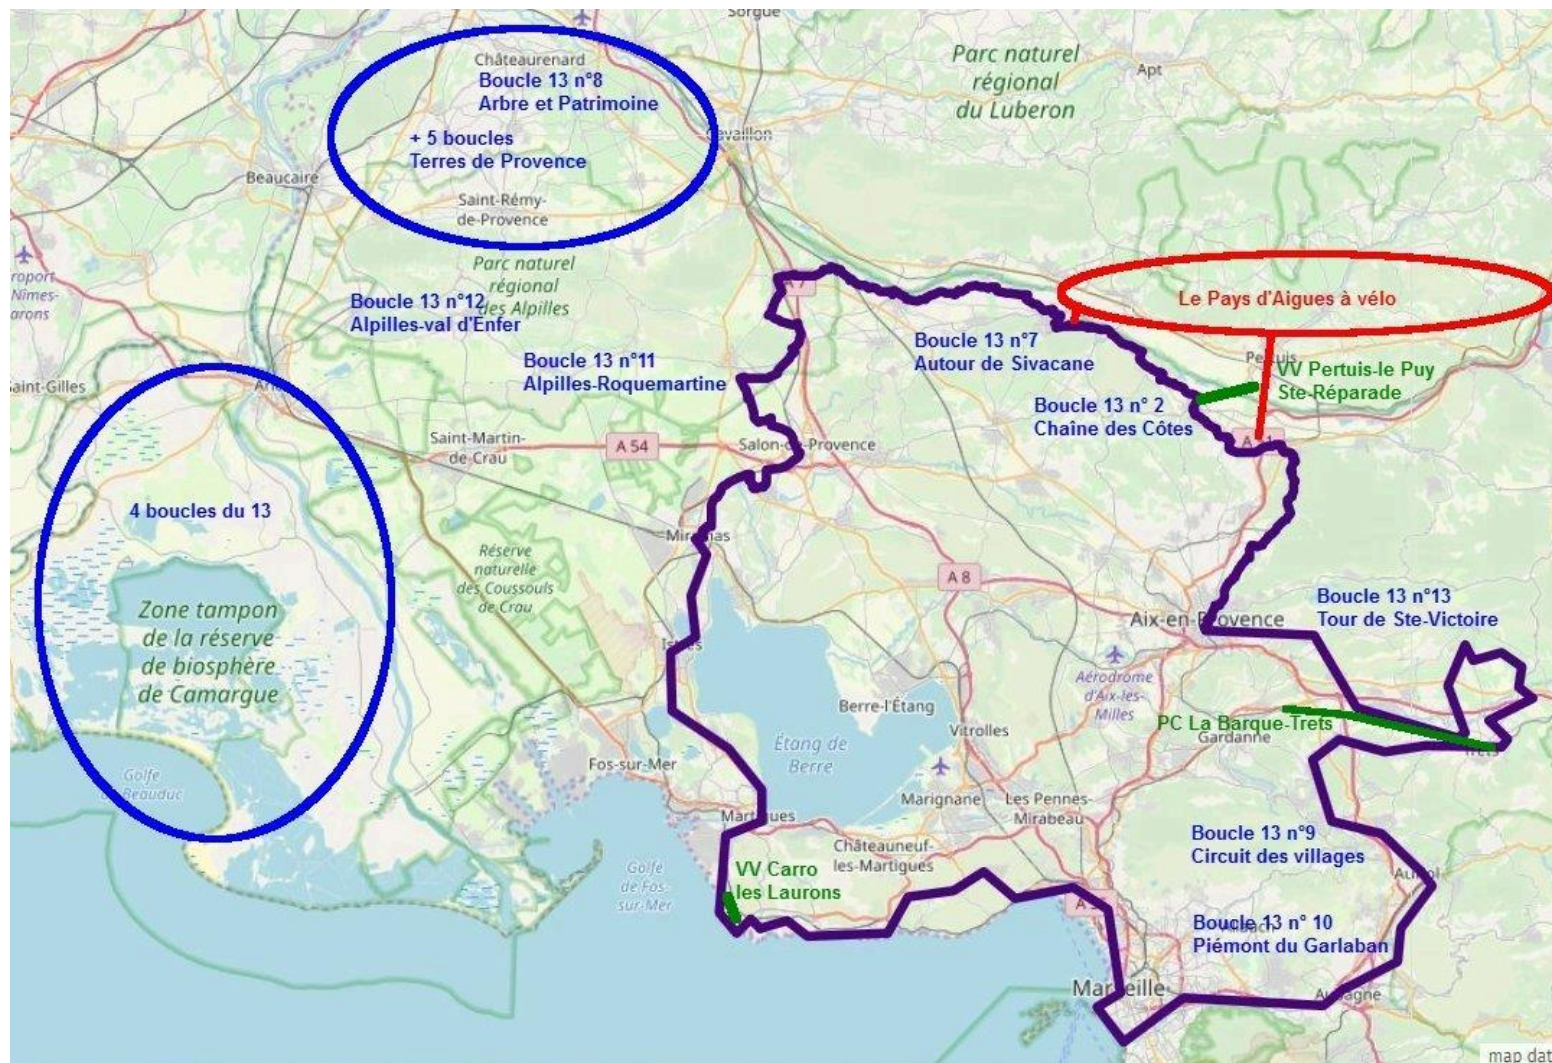 Sorgue
Châteaurenard
Boucle 13 n°8
Arbre et Patrimoine
+ 5 boucles
Terres de Provence
Cavaillon
Parc naturel
régional
du Luberon
Apt
Beaucaire
Saint-Rémy-
de-Provence
Parc naturel
régional
des Alpilles
Boucle 13 n°12
Alpilles-val d'Enfer
Boucle 13 n°11
Alpilles-Roquemartine
Le Pays d'Aigues à vélo
Boucle 13 n°7
Autour de Sivacane
Pertuis
VV Pertuis-le Puy
Ste-Réparade
Boucle 13 n° 2
Chaîne des Côtes
Saint-Gilles
Saint-Martin-
de-Crau
A 54
Salon-de-Provence
4 boucles du 13
Miramas
Réserve
naturelle
des Coussouls
de Crau
A 8
Zone tampon
de la réserve
de biosphère
de Camargue
Istres
Aix-en-Provence
Boucle 13 n°13
Tour de Ste-Victoire
Aérodrome
d'Aix-les-
Milles
Berre-l'Étang
PC La Barque-Trets
Gardanne
Trets
Vitrolles
Étang de
Berre
Fos-sur-Mer
Golfe
de Beauduc
Marignane
Les Pennes-
Mirabeau
Martigues
Châteauneuf-
les-Martigues
Boucle 13 n°9
Circuit des villages
Auriol
VV Carro
les Laurons
Golfe
de Fos-
sur-Mer
Boucle 13 n° 10
Piémont du Garlaban
Marseille
Aubagne
map dat